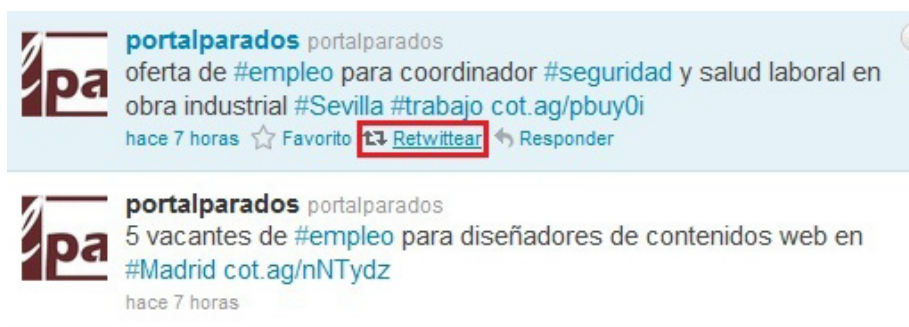 portalparados portalparados
oferta de #empleo para coordinador #seguridad y salud laboral en
obra industrial #Sevilla #trabajo cot.ag/pbuy0i
hace 7 horas Favorito Retwittear Responder
pa
portalparados portalparados
5 vacantes de #empleo para diseñadores de contenidos web en
#Madrid cot.ag/nNTydz
hace 7 horas
pa